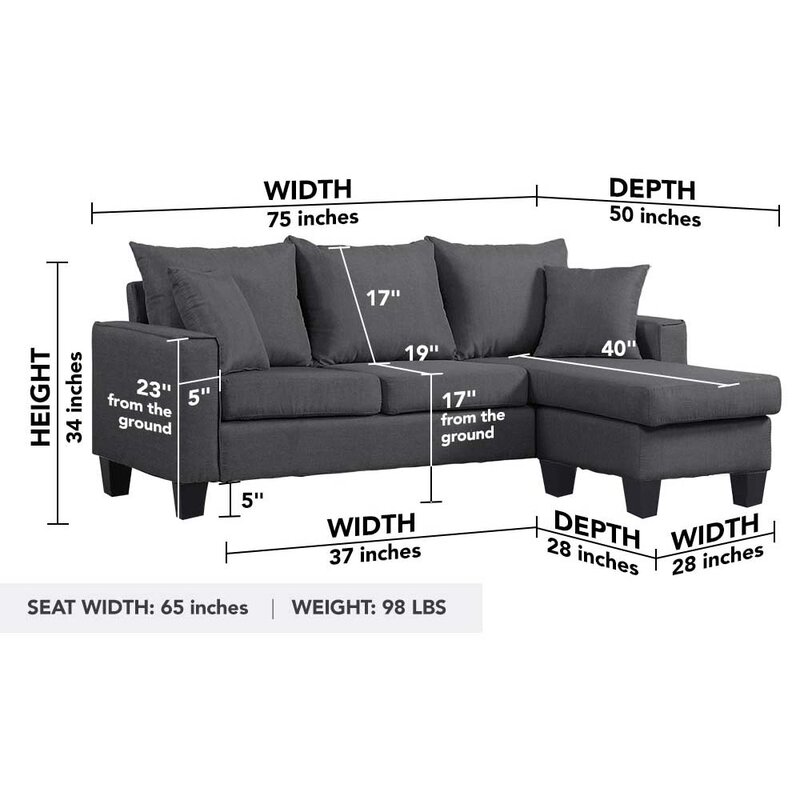 WIDTH
75 inches
DEPTH
50 inches
HEIGHT
34 inches
17"
19"
40"
23"
from the
ground
5"
17"
from the
ground
5"
WIDTH
37 inches
DEPTH
28 inches
WIDTH
28 inches
SEAT WIDTH: 65 inches | WEIGHT: 98 LBS